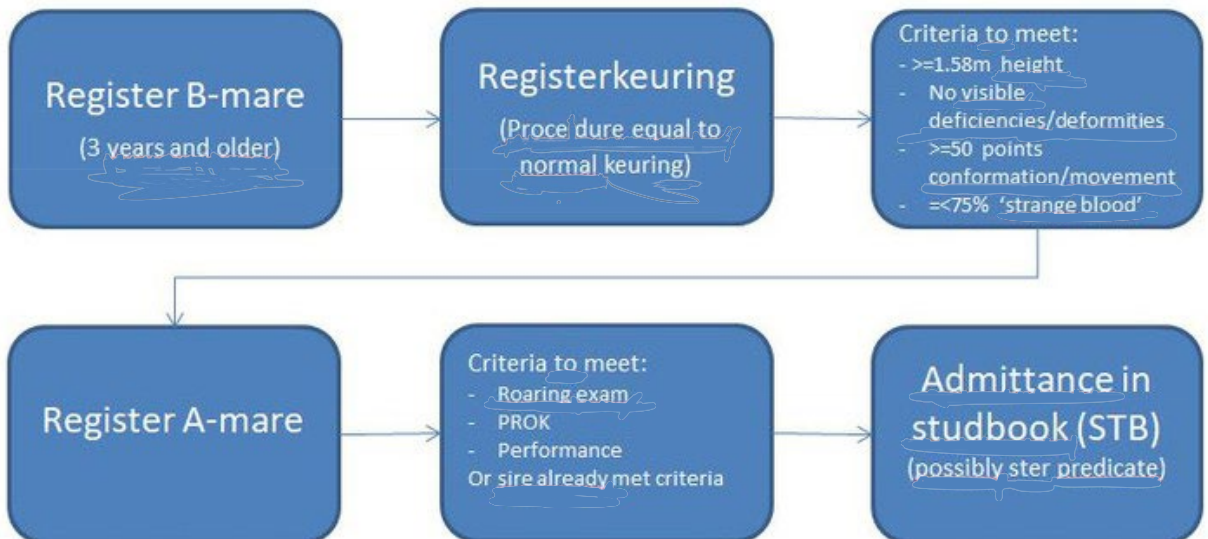 Register B-mare
(3 years and older)
Registerkeuring
(Procedure equal to
normal keuring)
Criteria to meet:
- >=1.58m height
- No visible
deficiencies/deformities
- >=50 points
conformation/movement
- =<75% 'strange blood'
Register A-mare
Criteria to meet:
- Roaring exam
- PROK
- Performance
Or sire already met criteria
Admittance in
studbook (STB)
(possibly ster predicate)